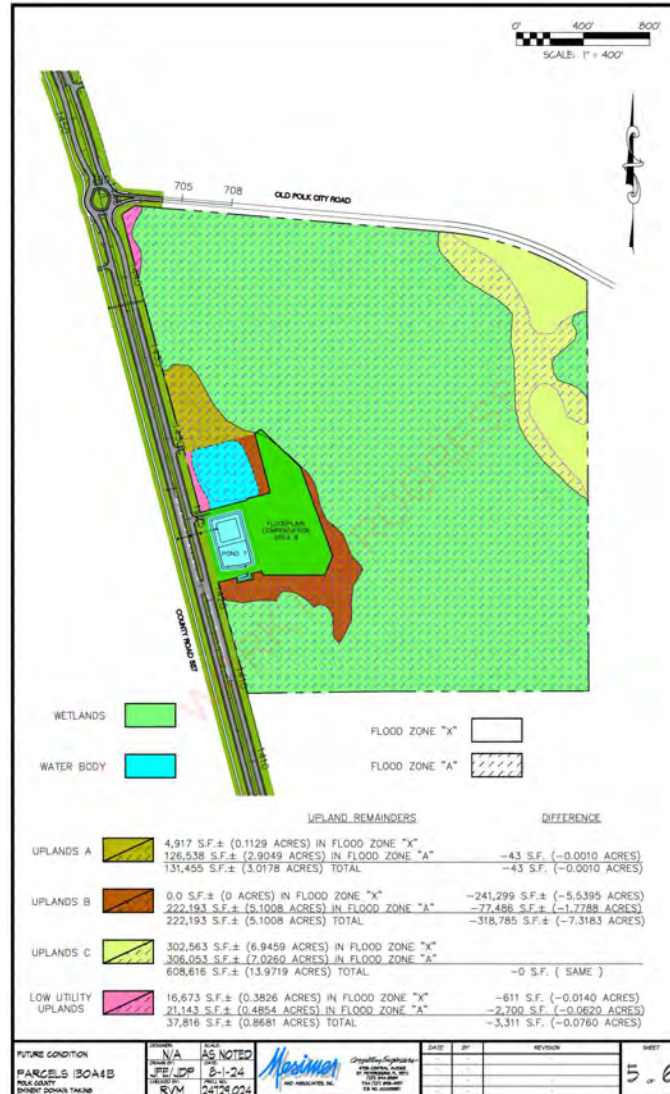 0' 400' 800'
SCALE: 1" = 400'
705 708
OLD POLK CITY ROAD
FLOODPLAIN
COMPENSATION
POND 7
COUNTY ROAD 557
1410
1410
WETLANDS
FLOOD ZONE "X"
WATER BODY
FLOOD ZONE "A"
UPLAND REMAINDERS DIFFERENCE
UPLANDS A
4,917 S.F.± (0.1129 ACRES) IN FLOOD ZONE "X"
126,538 S.F.± (2.9049 ACRES) IN FLOOD ZONE "A" -43 S.F. (-0.0010 ACRES)
131,455 S.F.± (3.0178 ACRES) TOTAL -43 S.F. (-0.0010 ACRES)
UPLANDS B
0.0 S.F.± (0 ACRES) IN FLOOD ZONE "X" -241,299 S.F.± (-5.5395 ACRES)
222,193 S.F.± (5.1008 ACRES) IN FLOOD ZONE "A" -77,486 S.F.± (-1.7788 ACRES)
222,193 S.F.± (5.1008 ACRES) TOTAL -318,785 S.F.± (-7.3183 ACRES)
UPLANDS C
302,563 S.F.± (6.9459 ACRES) IN FLOOD ZONE "X"
306,053 S.F.± (7.0260 ACRES) IN FLOOD ZONE "A"
608,616 S.F.± (13.9719 ACRES) TOTAL -0 S.F. ( SAME )
LOW UTILITY
UPLANDS
16,673 S.F.± (0.3826 ACRES) IN FLOOD ZONE "X" -611 S.F. (-0.0140 ACRES)
21,143 S.F.± (0.4854 ACRES) IN FLOOD ZONE "A" -2,700 S.F. (-0.0620 ACRES)
37,816 S.F.± (0.8681 ACRES) TOTAL -3,311 S.F. (-0.0760 ACRES)
FUTURE CONDITION
PARCELS 130A&B
POLK COUNTY
EMINENT DOMAIN TAKING
N/A
JFE/JDP
RVM
SCALE:
AS NOTED
8-1-24
24724.024
Mesimer
AND ASSOCIATES, INC.
Consulting Engineers
DATE BY REVISION
SHEET
5 OF 6